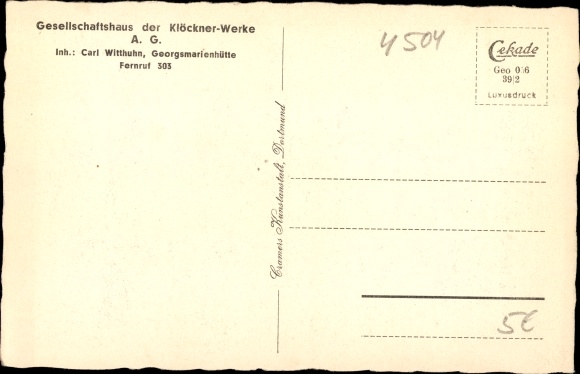 Gesellschaftshaus der Klöckner-Werke
A. G.
Inh.: Carl Witthuhn, Georgsmarienhütte
Fernruf 303
Cramers Kunstanstalt, Dortmund
4504
Cekade
Geo 056
39/2
Luxusdruck
5€